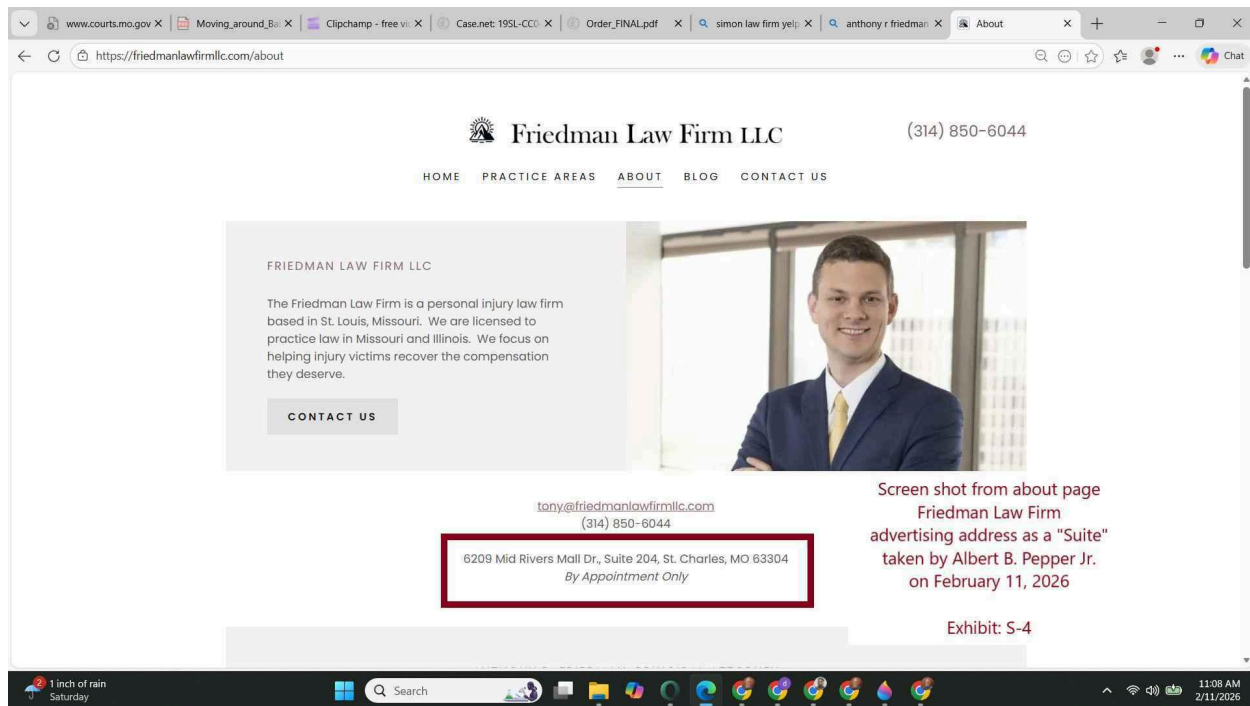 www.courts.mo.gov
Moving_around_Ba
Clipchamp - free vi
Case.net: 19SL-CC0
Order_FINAL.pdf
simon law firm yelp
anthony r friedman
About
https://friedmanlawfirmllc.com/about
Chat
Friedman Law Firm LLC
(314) 850-6044
HOME PRACTICE AREAS ABOUT BLOG CONTACT US
FRIEDMAN LAW FIRM LLC
The Friedman Law Firm is a personal injury law firm
based in St. Louis, Missouri. We are licensed to
practice law in Missouri and Illinois. We focus on
helping injury victims recover the compensation
they deserve.
CONTACT US
tony@friedmanlawfirmllc.com
(314) 850-6044
6209 Mid Rivers Mall Dr., Suite 204, St. Charles, MO 63304
By Appointment Only
Screen shot from about page
Friedman Law Firm
advertising address as a "Suite"
taken by Albert B. Pepper Jr.
on February 11, 2026
Exhibit: S-4
2
1 inch of rain
Saturday
Search
11:08 AM
2/11/2026